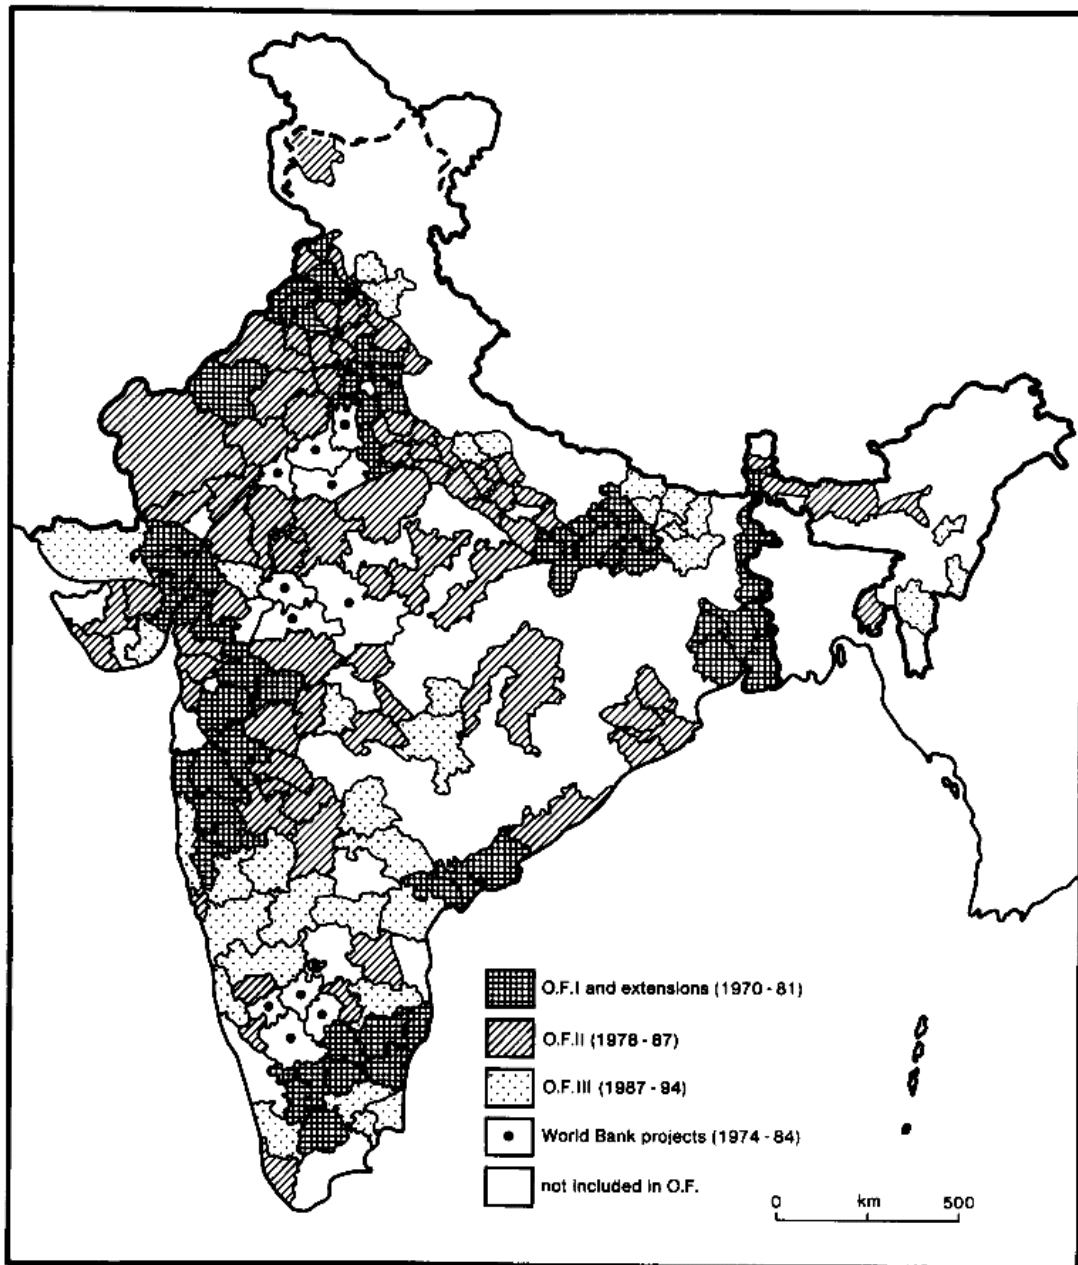 O.F.I and extensions (1970 - 81)
O.F.II (1978 - 87)
O.F.III (1987 - 94)
World Bank projects (1974 - 84)
not included in O.F.
0 km 500